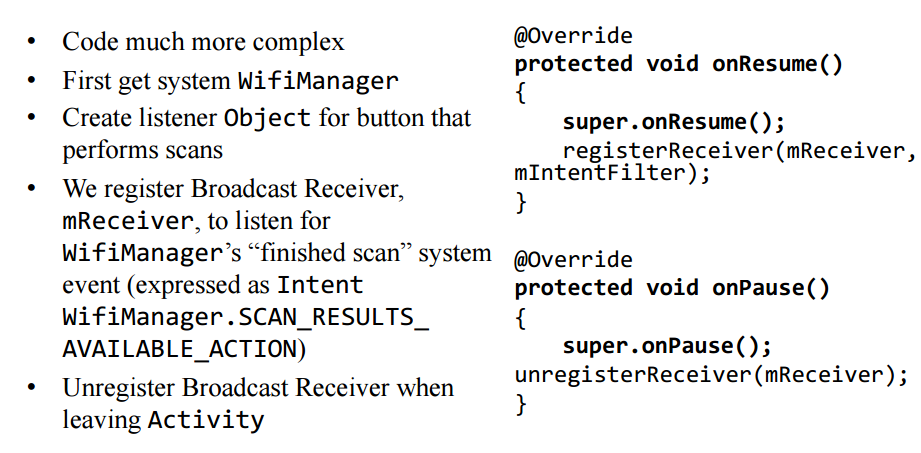 • Code much more complex
• First get system WifiManager
• Create listener Object for button that
performs scans
• We register Broadcast Receiver,
mReceiver, to listen for
WifiManager’s “finished scan” system
event (expressed as Intent
WifiManager.SCAN_RESULTS_
AVAILABLE_ACTION)
• Unregister Broadcast Receiver when
leaving Activity
@Override
protected void onResume()
{
super.onResume();
registerReceiver(mReceiver,
mIntentFilter);
}
@Override
protected void onPause()
{
super.onPause();
unregisterReceiver(mReceiver);
}